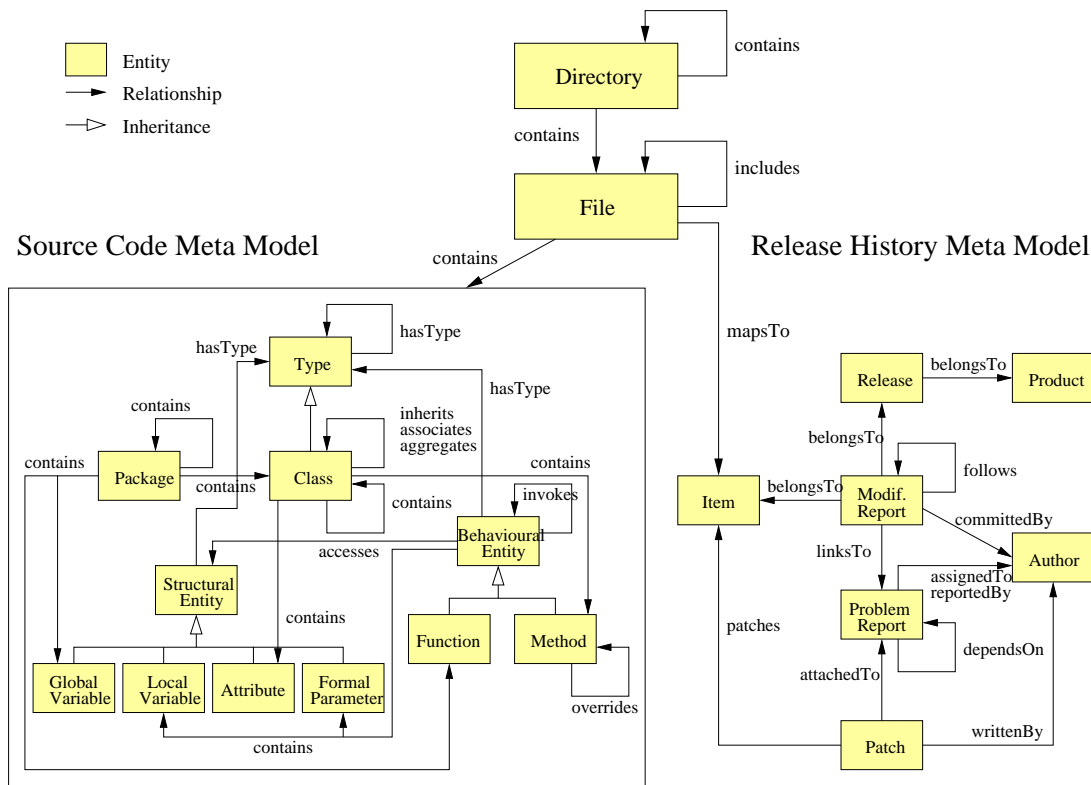 contains
Entity
Directory
Relationship
Inheritance
contains
includes
File
Source Code Meta Model
Release History Meta Model
contains
mapsTo
hasType
hasType
Type
hasType
belongsTo
Release
Product
contains
inherits
associates
aggregates
belongsTo
contains
contains
follows
Package
contains
Class
contains
invokes
Item
belongsTo
Modif.
Report
committedBy
accesses
Behavioural
Entity
linksTo
Author
Structural
Entity
assignedTo
reportedBy
contains
Function
Method
patches
Problem
Report
dependsOn
attachedTo
Global
Variable
Local
Variable
Attribute
Formal
Parameter
overrides
contains
Patch
writtenBy